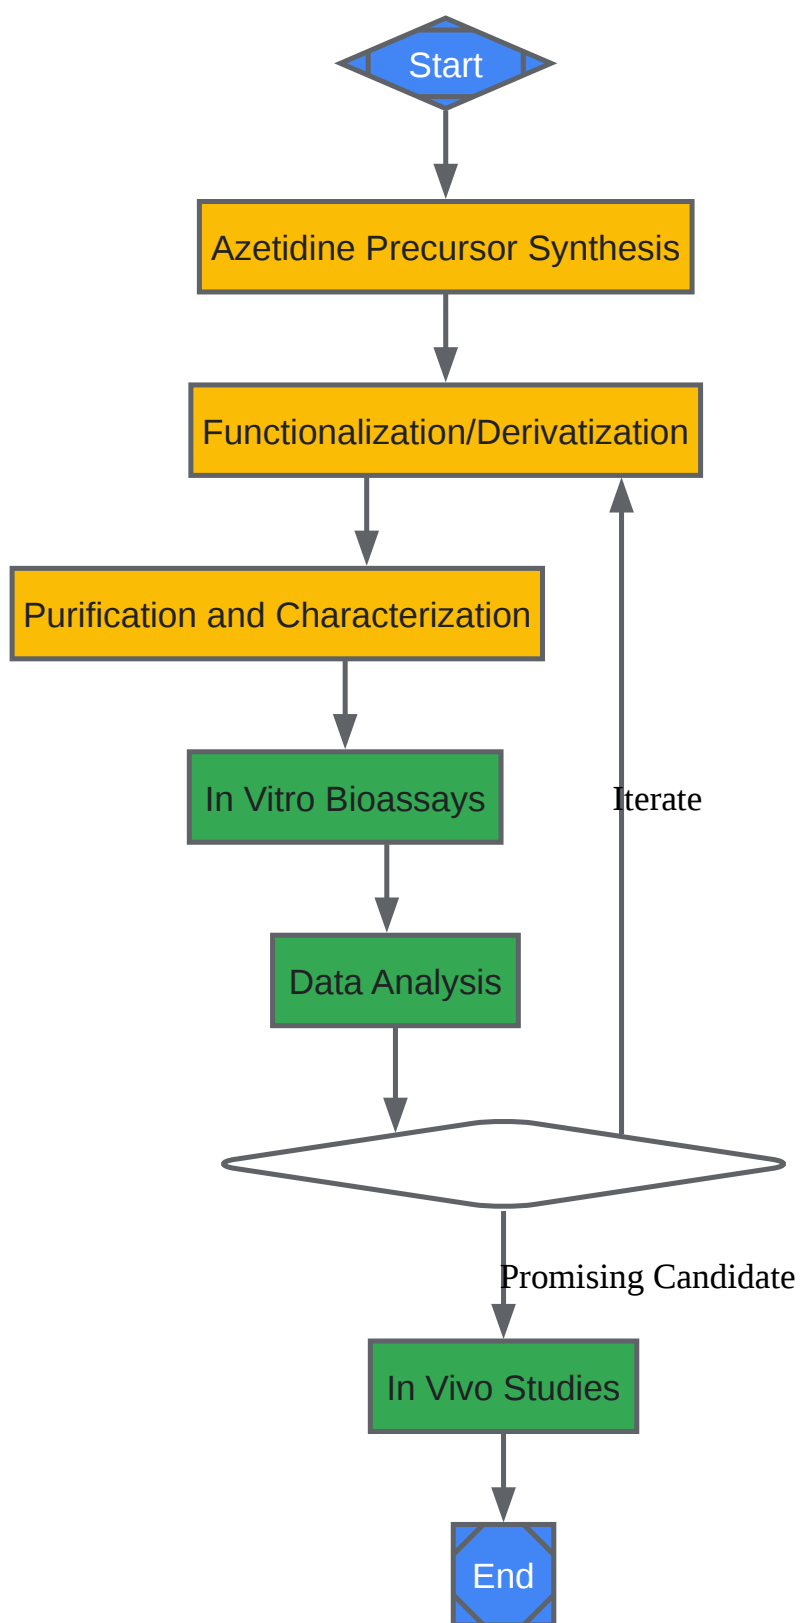 Start
Azetidine Precursor Synthesis
Functionalization/Derivatization
Purification and Characterization
In Vitro Bioassays
Iterate
Data Analysis
Promising Candidate
In Vivo Studies
End